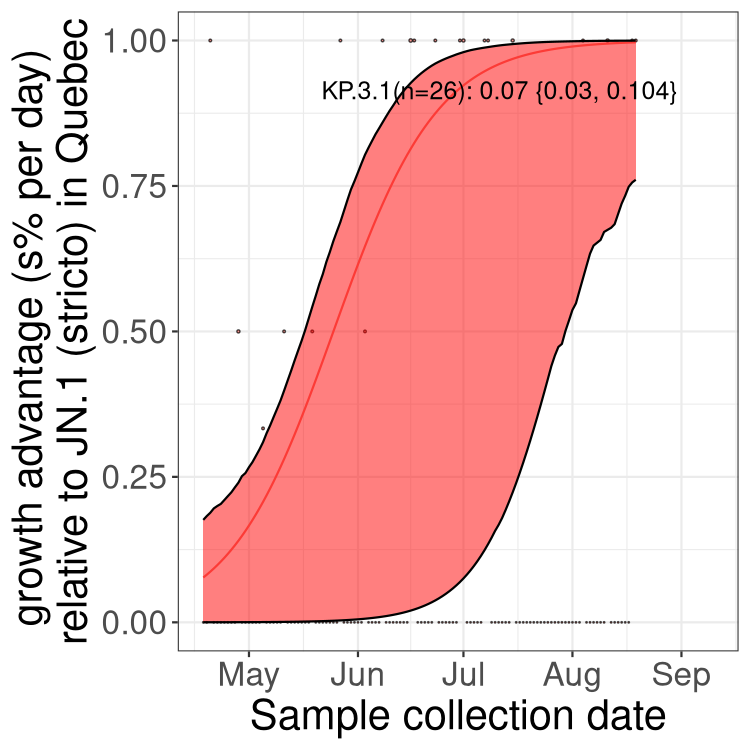 growth advantage (s% per day)
relative to JN.1 (stricto) in Quebec
1.00
0.75
0.50
0.25
0.00
KP.3.1(n=26): 0.07 {0.03, 0.104}
May Jun Jul Aug Sep
Sample collection date